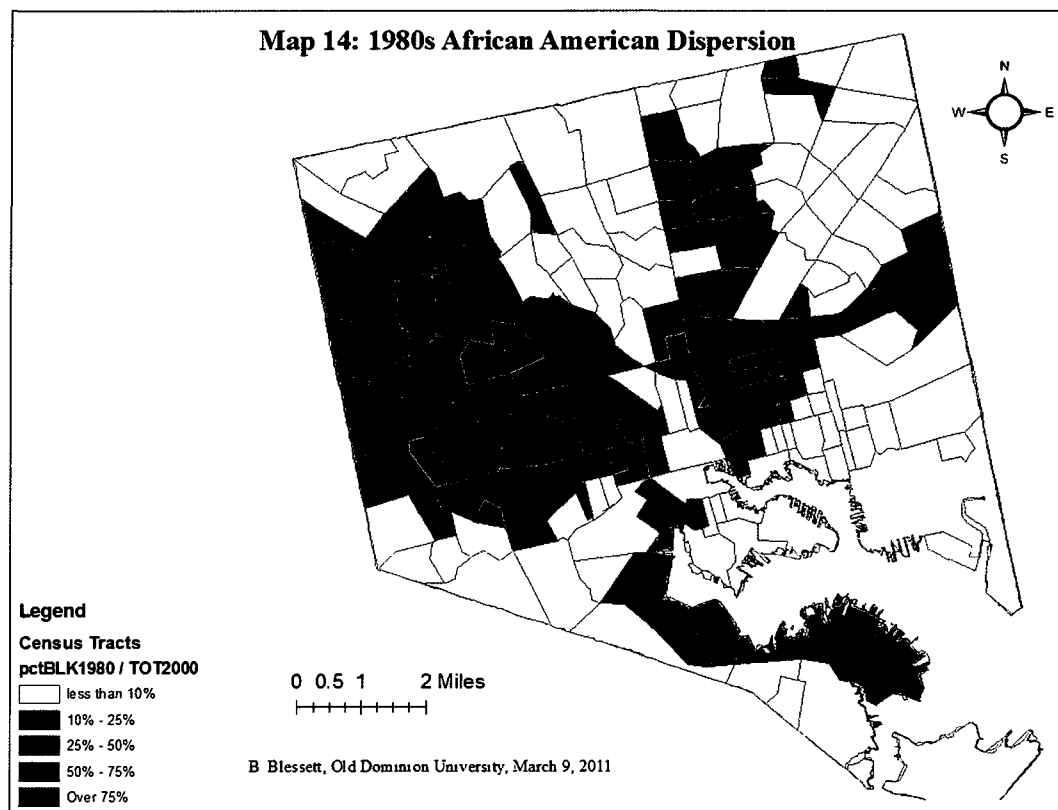 Map 14: 1980s African American Dispersion
N
W E
S
Legend
Census Tracts
pctBLK1980 / TOT2000
less than 10%
10% - 25%
25% - 50%
50% - 75%
Over 75%
0 0.5 1 2 Miles
B Blessett, Old Dominion University, March 9, 2011